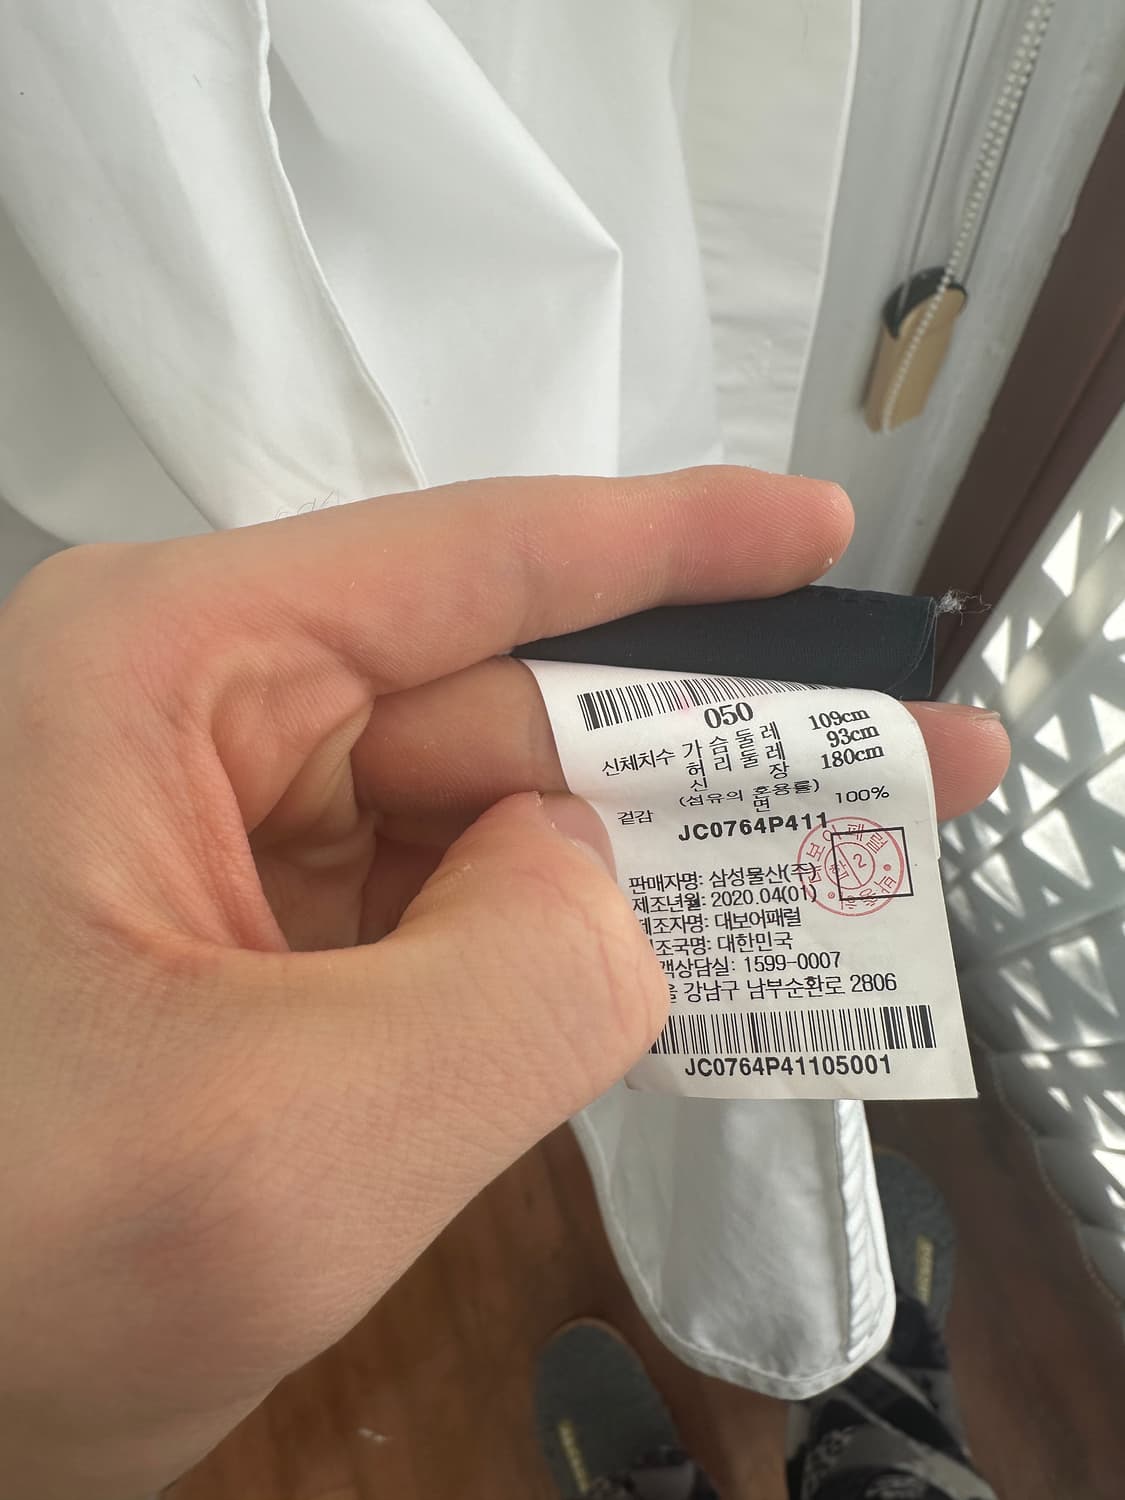 050
신체치수 가슴둘레 109cm
허리둘레 93cm
신 장 180cm
(섬유의 혼용률)
겉감 면 100%
JC0764P411
판매자명: 삼성물산(주)
제조년월: 2020.04(01)
제조자명: 대보어패럴
조국명: 대한민국
객상담실: 1599-0007
울 강남구 남부순환로 2806
JC0764P41105001
2